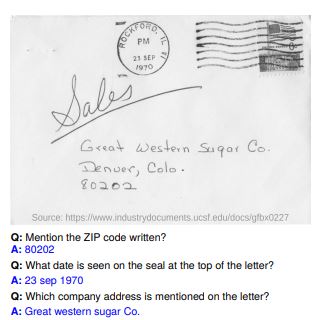 ROCKFORD, IL
PM
21 SEP
1970
Sales
Great Western Sugar Co.
Denver, Colo.
80202
Source: https://www.industrydocuments.ucsf.edu/docs/gfbx0227
Q: Mention the ZIP code written?
A: 80202
Q: What date is seen on the seal at the top of the letter?
A: 23 sep 1970
Q: Which company address is mentioned on the letter?
A: Great western sugar Co.